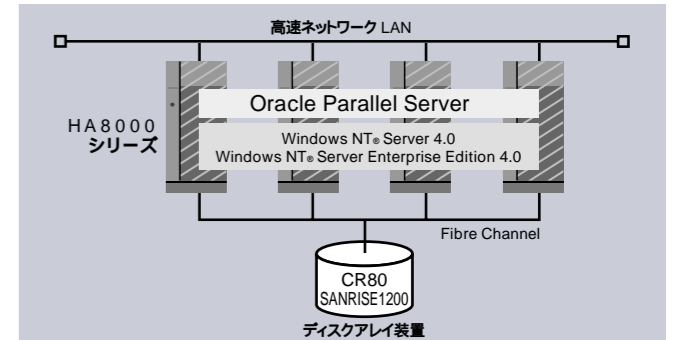 高速ネットワーク LAN
Oracle Parallel Server
HA8000
シリーズ
Windows NT® Server 4.0
Windows NT® Server Enterprise Edition 4.0
Fibre Channel
CR80
SANRISE1200
ディスクアレイ装置